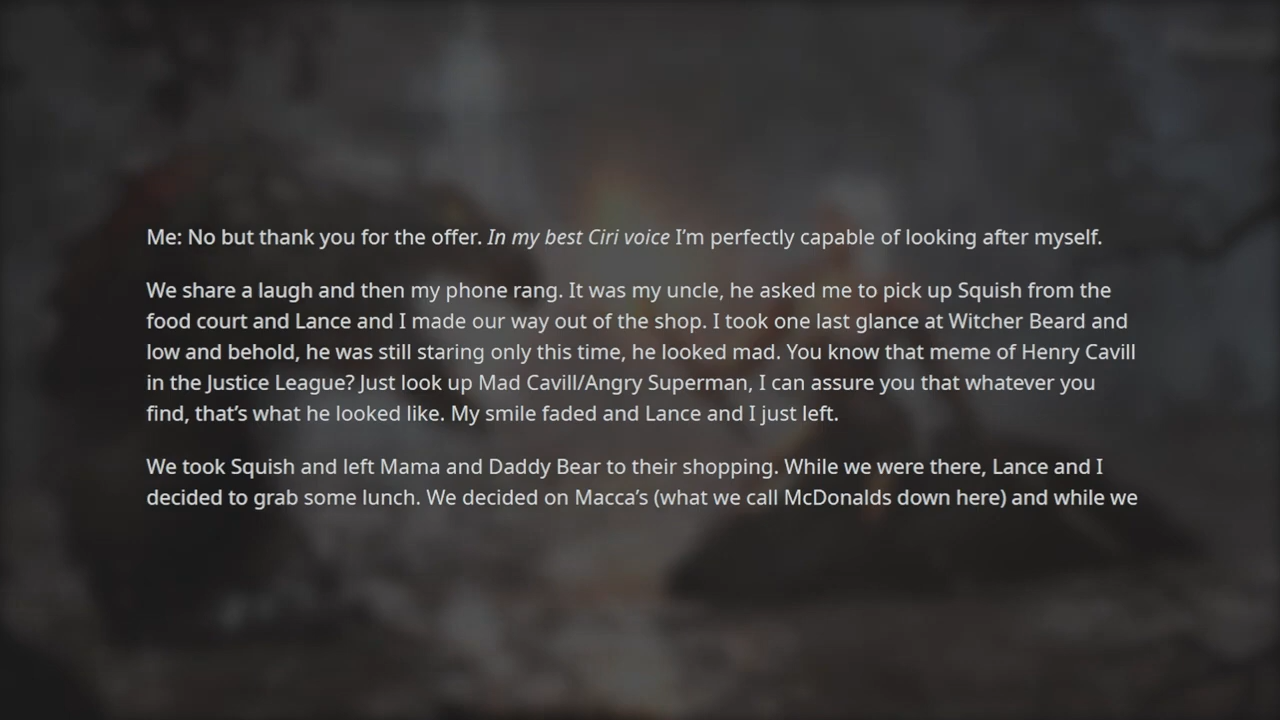 Me: No but thank you for the offer. In my best Ciri voice I’m perfectly capable of looking after myself.
We share a laugh and then my phone rang. It was my uncle, he asked me to pick up Squish from the
food court and Lance and I made our way out of the shop. I took one last glance at Witcher Beard and
low and behold, he was still staring only this time, he looked mad. You know that meme of Henry Cavill
in the Justice League? Just look up Mad Cavill/Angry Superman, I can assure you that whatever you
find, that’s what he looked like. My smile faded and Lance and I just left.
We took Squish and left Mama and Daddy Bear to their shopping. While we were there, Lance and I
decided to grab some lunch. We decided on Macca’s (what we call McDonalds down here) and while we